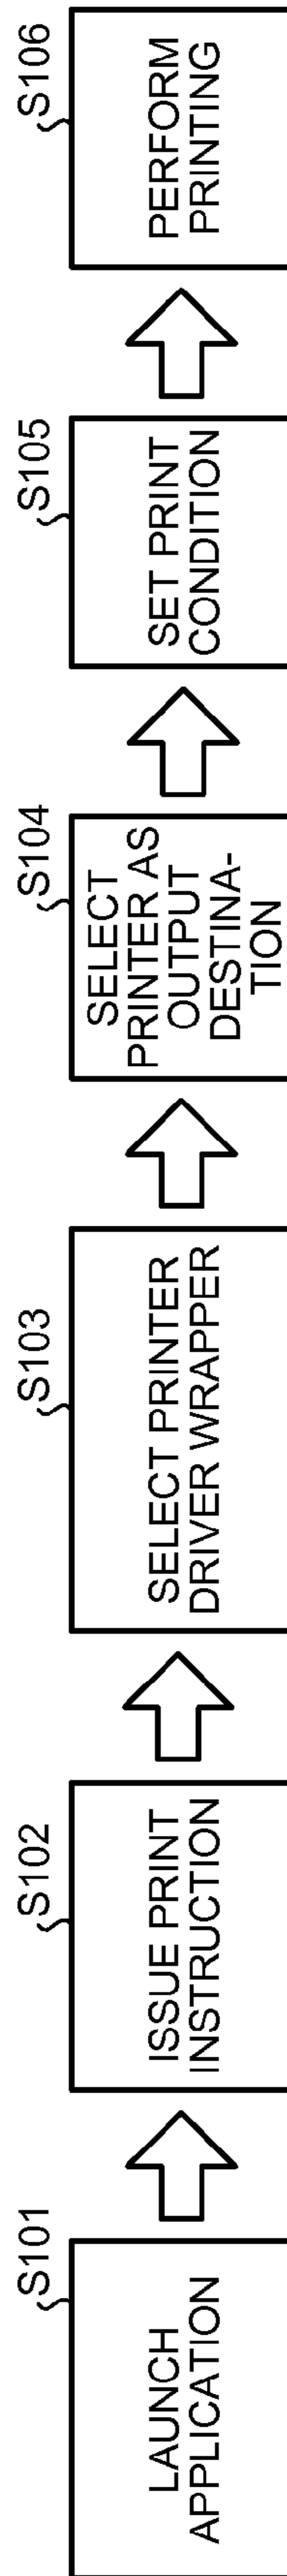 S101
LAUNCH
APPLICATION
S102
ISSUE PRINT
INSTRUCTION
S103
SELECT PRINTER
DRIVER WRAPPER
S104
SELECT
PRINTER AS
OUTPUT
DESTINA-
TION
S105
SET PRINT
CONDITION
S106
PERFORM
PRINTING